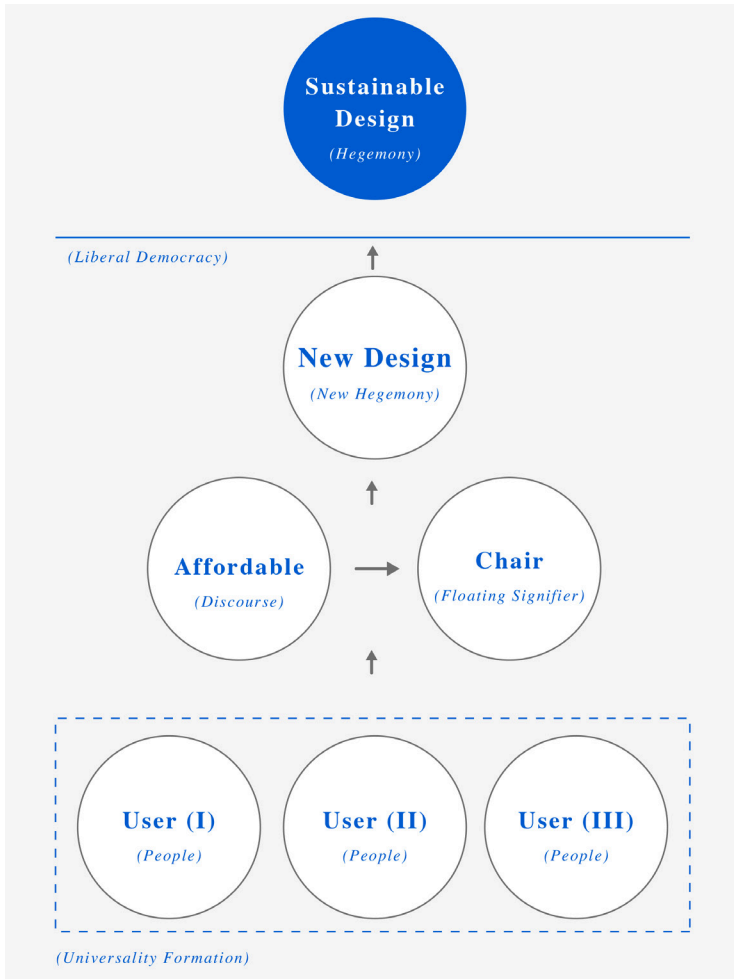 Sustainable
Design
(Hegemony)
(Liberal Democracy)
New Design
(New Hegemony)
Affordable
(Discourse)
Chair
(Floating Signifier)
User (I)
(People)
User (II)
(People)
User (III)
(People)
(Universality Formation)